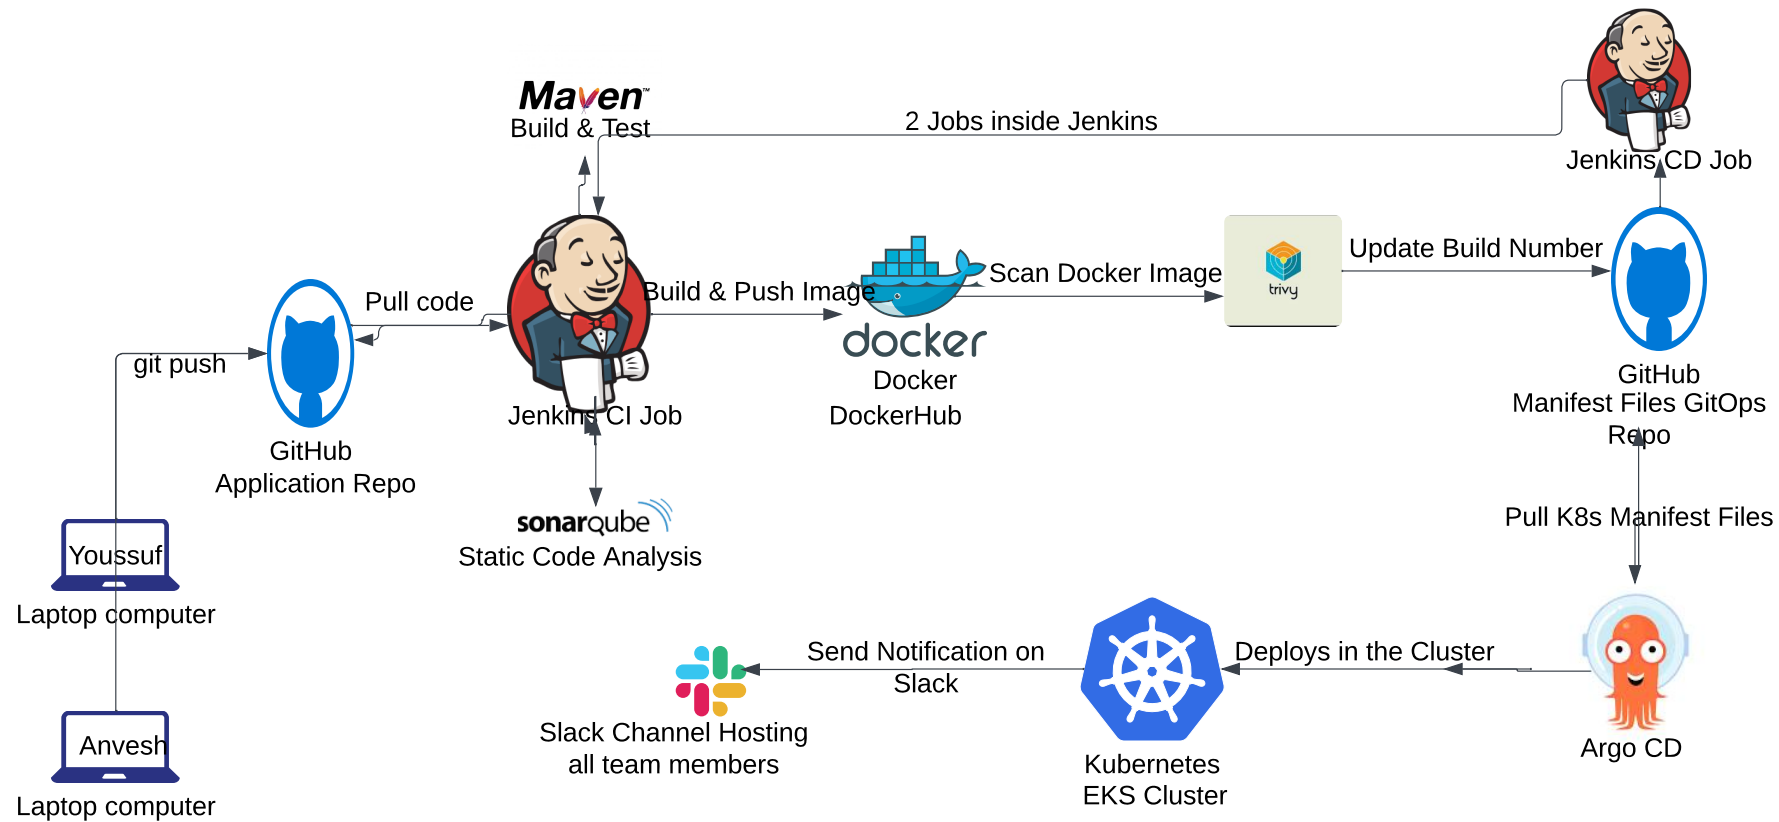 Maven™
Build & Test
2 Jobs inside Jenkins
Jenkins CD Job
Pull code
Build & Push Image
Scan Docker Image
trivy
Update Build Number
git push
docker
Docker
DockerHub
Jenkins CI Job
GitHub
Application Repo
GitHub
Manifest Files GitOps
Repo
sonarqube
Static Code Analysis
Pull K8s Manifest Files
Youssuf
Laptop computer
Send Notification on
Slack
Deploys in the Cluster
Slack Channel Hosting
all team members
Kubernetes
EKS Cluster
Argo CD
Anvesh
Laptop computer